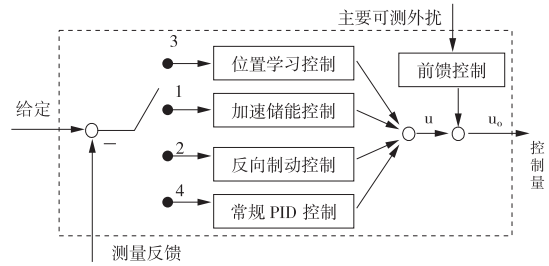 主要可测外扰
3
位置学习控制
前馈控制
给定
1
加速储能控制
u
u₀
−
2
反向制动控制
控制量
4
常规 PID 控制
测量反馈